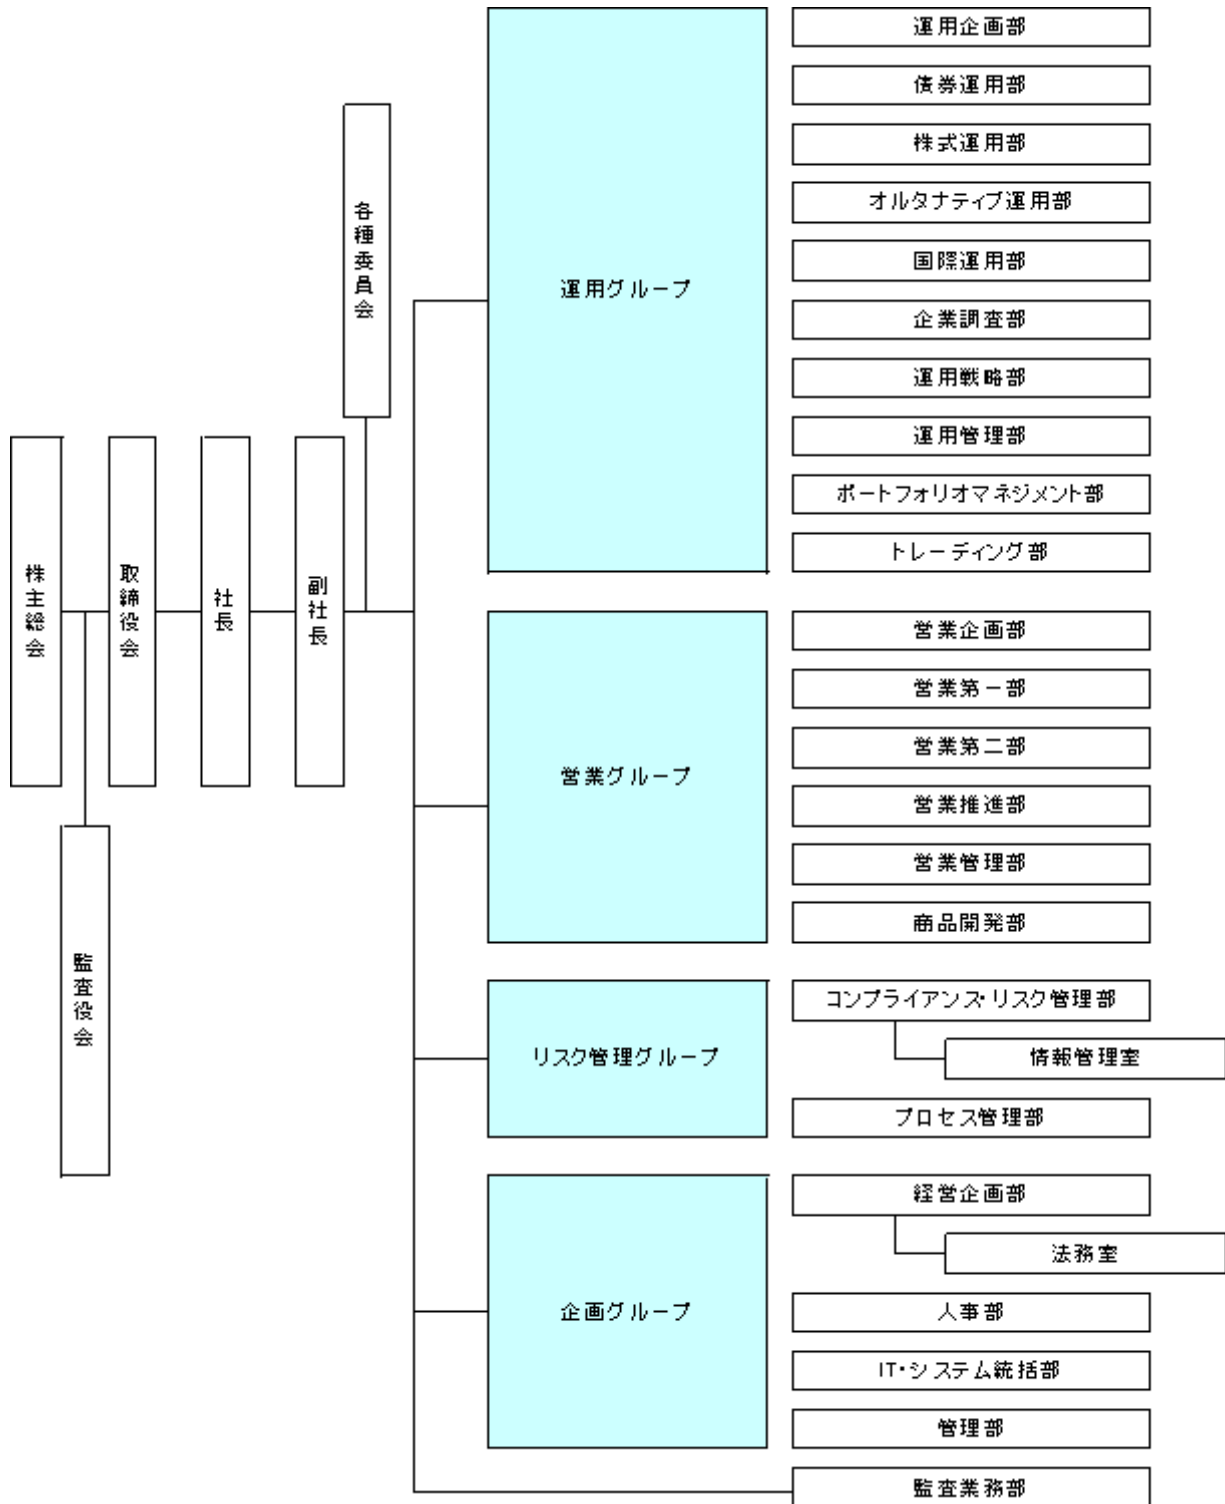 株主総会
監査役会
取締役会
社長
副社長
各種委員会
運用グループ
運用企画部
債券運用部
株式運用部
オルタナティブ運用部
国際運用部
企業調査部
運用戦略部
運用管理部
ポートフォリオマネジメント部
トレーディング部
営業グループ
営業企画部
営業第一部
営業第二部
営業推進部
営業管理部
商品開発部
リスク管理グループ
コンプライアンス・リスク管理部
情報管理室
プロセス管理部
企画グループ
経営企画部
法務室
人事部
IT・システム統括部
管理部
監査業務部